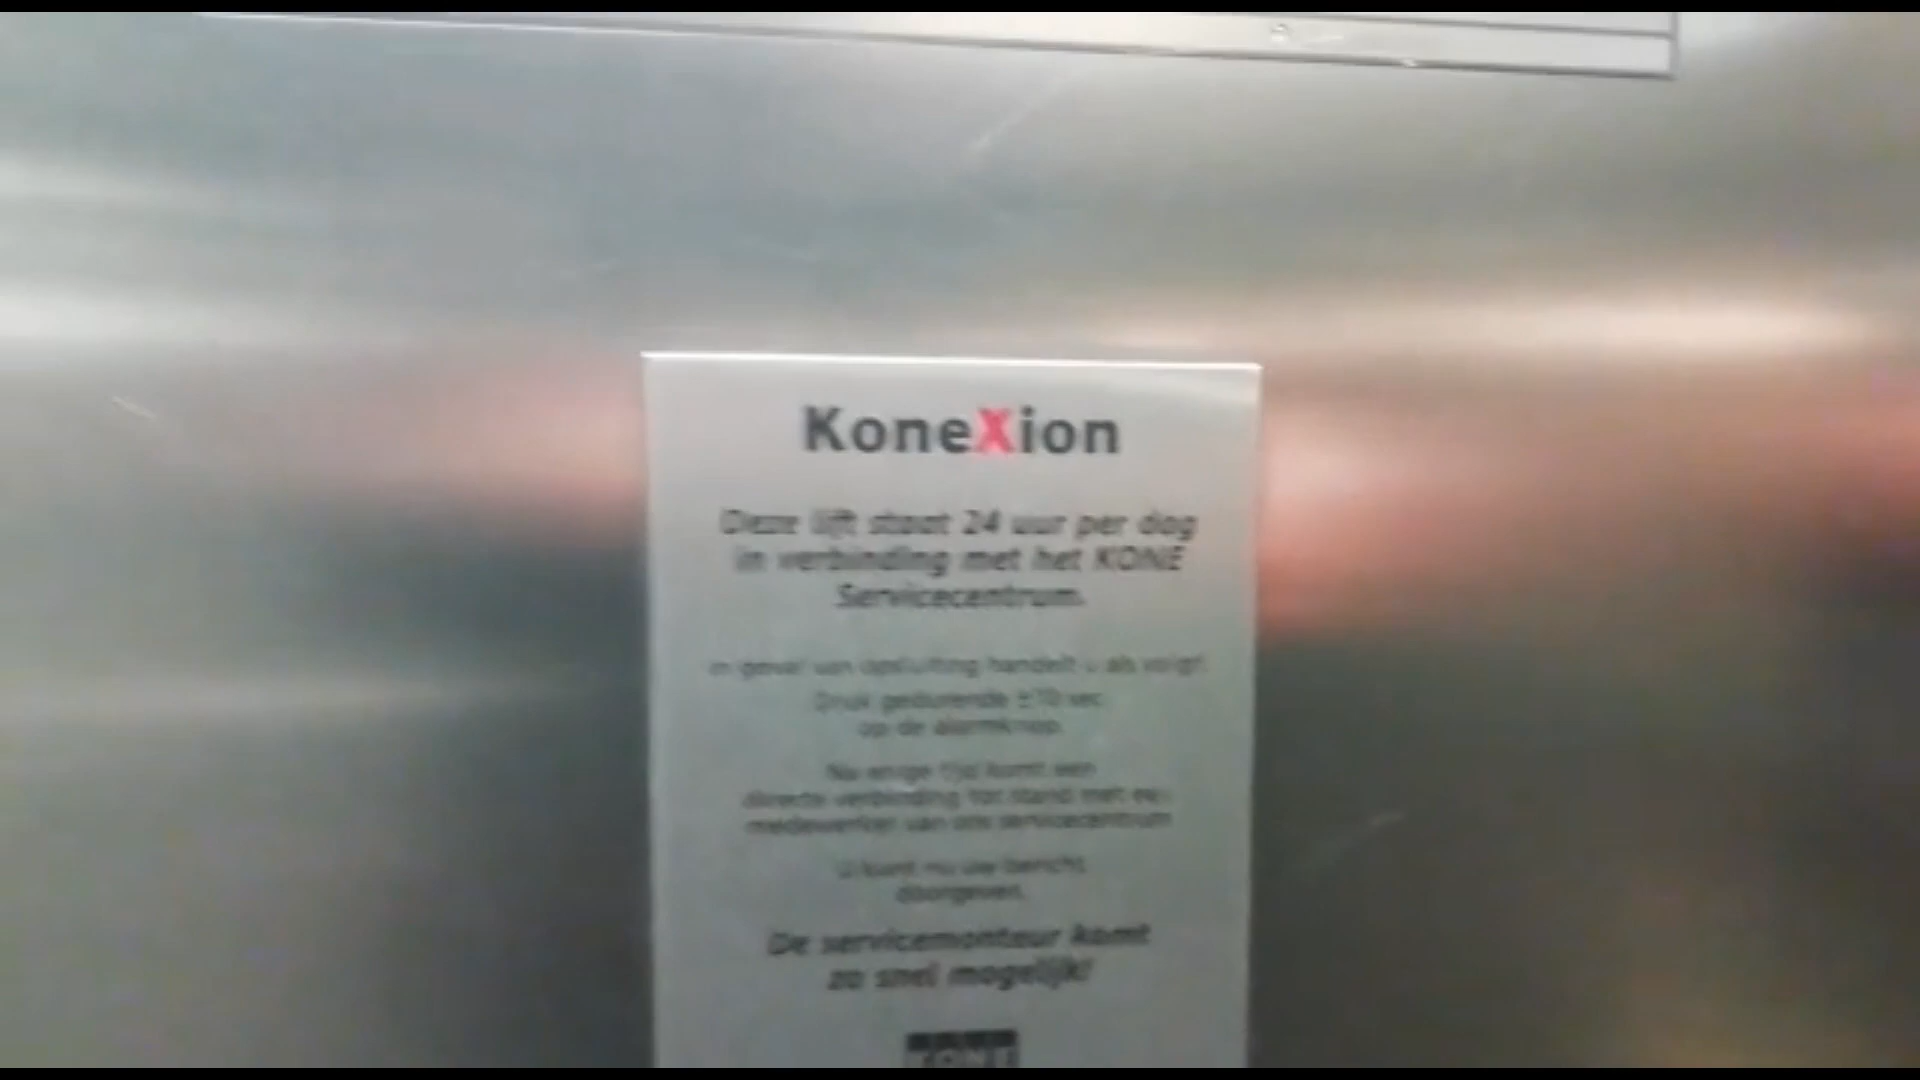 KoneXion
Deze lift staat 24 uur per dag
in verbinding met het KONE
Servicecentrum.
In geval van opsluiting handelt u als volgt:
Druk gedurende ±10 sec
op de alarmknop.
Na enige tijd komt een
directe verbinding tot stand met een
medewerker van ons servicecentrum
U kunt nu uw bericht
doorgeven.
De servicemonteur komt
zo snel mogelijk!
KONE